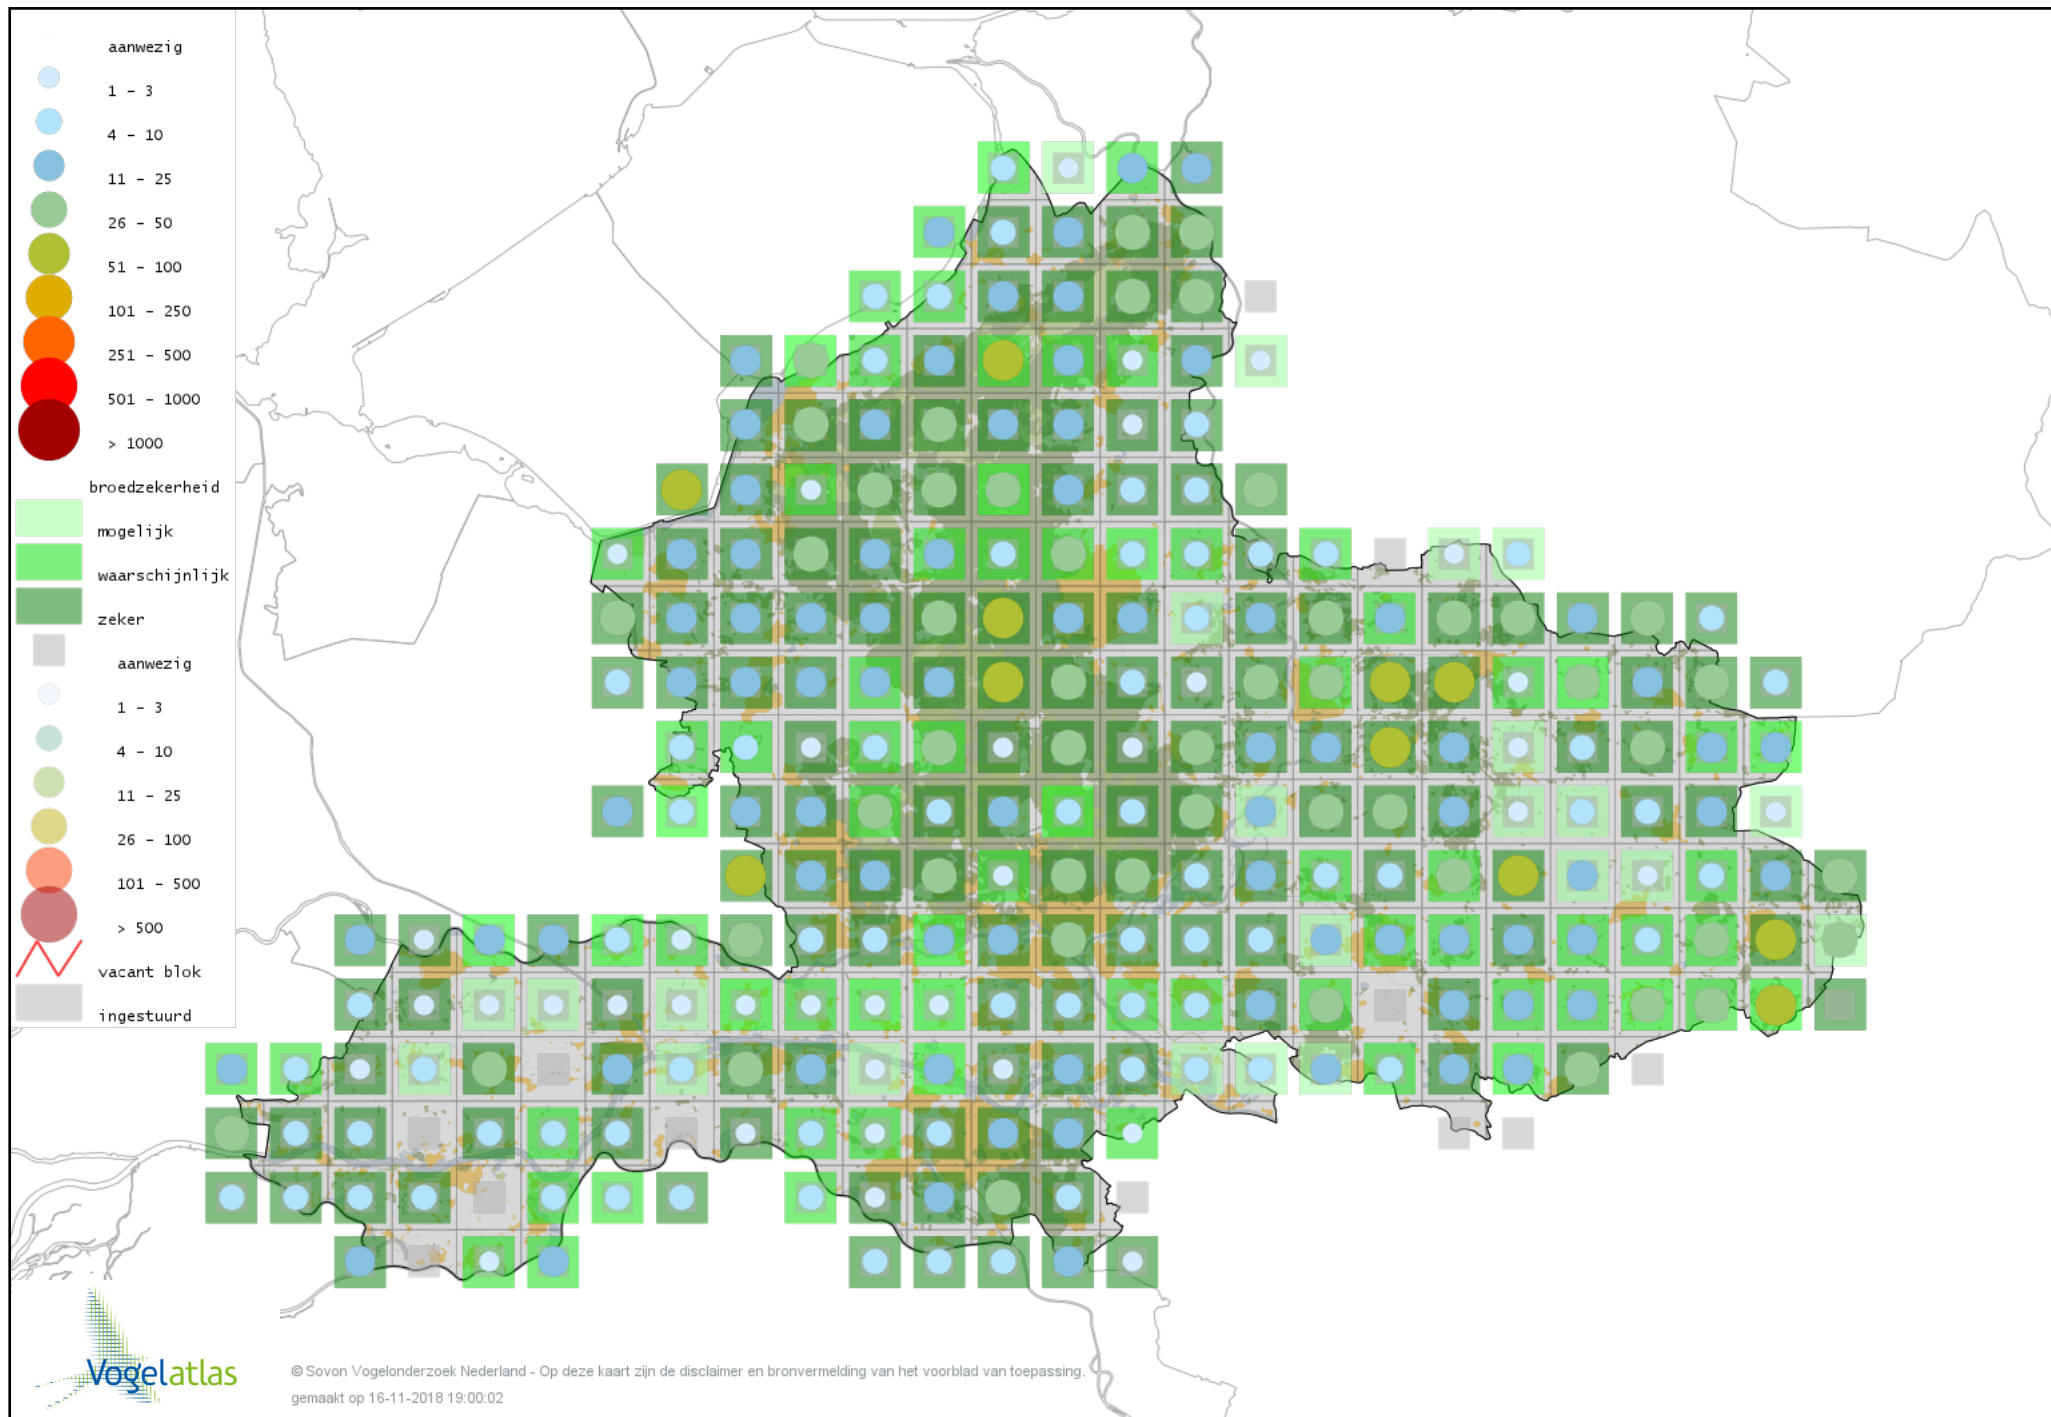 aanwezig
1 - 3
4 - 10
11 - 25
26 - 50
51 - 100
101 - 250
251 - 500
501 - 1000
> 1000
broedzekerheid
mogelijk
waarschijnlijk
zeker
aanwezig
1 - 3
4 - 10
11 - 25
26 - 100
101 - 500
> 500
vacant blok
ingestuurd
Vogelatlas
© Sovon Vogelonderzoek Nederland - Op deze kaart zijn de disclaimer en bronvermelding van het voorblad van toepassing.
gemaakt op 16-11-2018 19:00:02